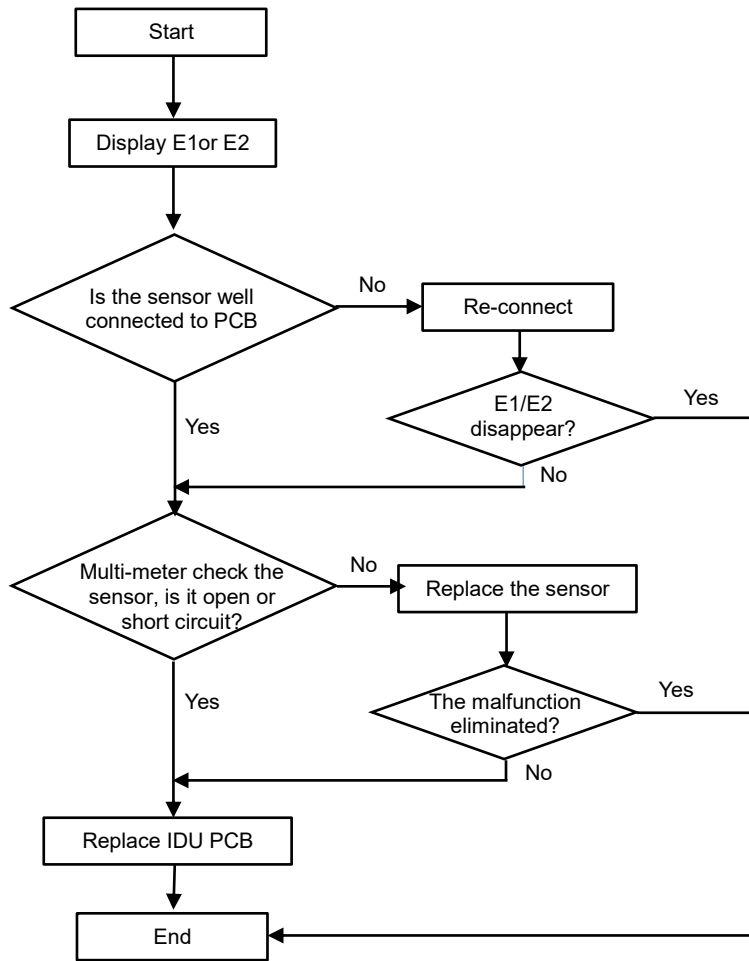 Start
Display E1or E2
Is the sensor well
connected to PCB
No
Re-connect
E1/E2
disappear?
Yes
Yes
No
Multi-meter check the
sensor, is it open or
short circuit?
No
Replace the sensor
Yes
The malfunction
eliminated?
Yes
No
Replace IDU PCB
End